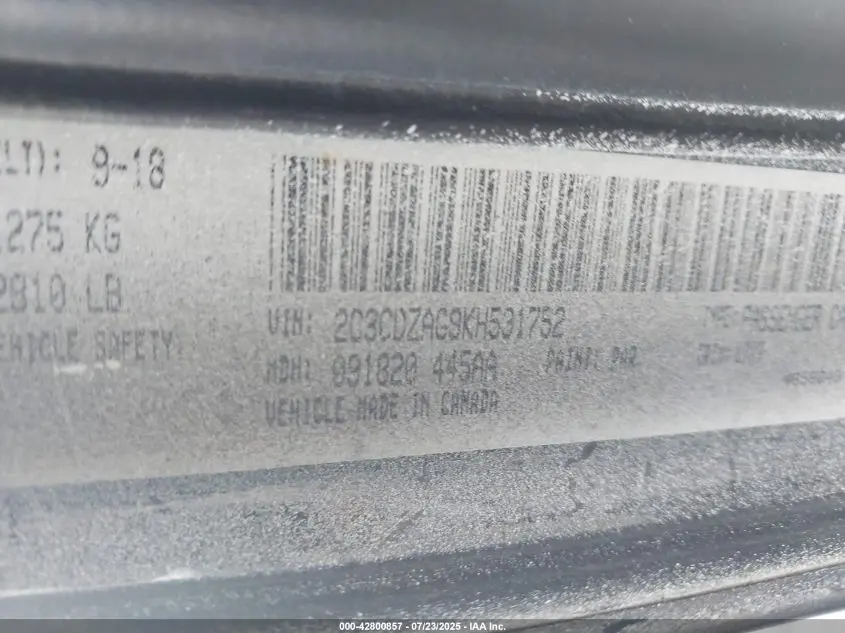 LT): 9-18
275 KG
2810 LB
VEHICLE SAFETY
VIN: 2C3CDZAG9KH531752
MDH: 091820 445AA
PAINT:
VEHICLE MADE IN CANADA
000-42800857 - 07/23/2025 - IAA Inc.